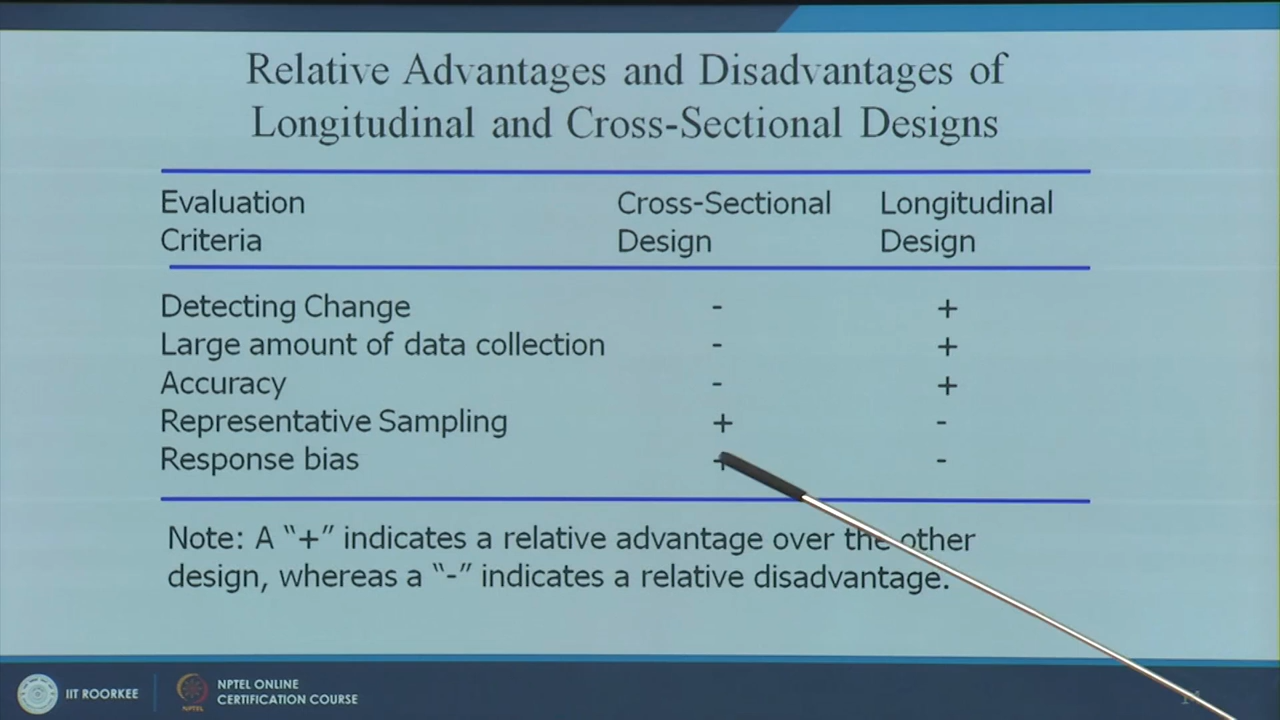 Relative Advantages and Disadvantages of
Longitudinal and Cross-Sectional Designs
Evaluation Criteria Cross-Sectional Design Longitudinal Design
Detecting Change - +
Large amount of data collection - +
Accuracy - +
Representative Sampling + -
Response bias + -
Note: A “+” indicates a relative advantage over the other
design, whereas a “-” indicates a relative disadvantage.
IIT ROORKEE
NPTEL ONLINE
CERTIFICATION COURSE
NPTEL